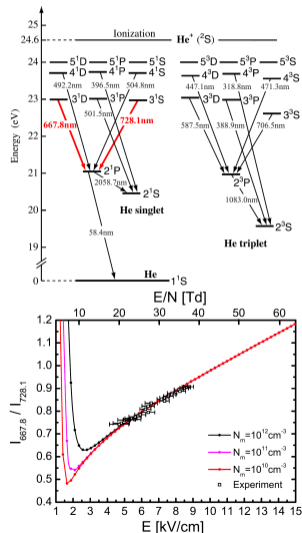 Ionization He⁺ (²S)
24.6
24
23
22
21
20
19
0
Energy (eV)
5¹D 5¹P 5¹S 5³D 5³P 5³S
4¹D 4¹P 4¹S 4³D 4³P 4³S
492.2nm 396.5nm 504.8nm 447.1nm 318.8nm 471.3nm
3¹D 3¹P 3¹S 3³D 3³P 3³S
667.8nm 501.5nm 728.1nm 587.5nm 388.9nm 706.5nm
2¹P 2³P
2058.7nm 1083.0nm
2¹S 2³S
He singlet He triplet
58.4nm
He 1¹S
E/N [Td]
10 20 30 40 50 60
I₆₆₇.₈ / I₇₂₈.₁
1.2
1.1
1.0
0.9
0.8
0.7
0.6
0.5
0.4
Nₘ=10¹²cm⁻³
Nₘ=10¹¹cm⁻³
Nₘ=10¹⁰cm⁻³
Experiment
1 2 3 4 5 6 7 8 9 10 11 12 13 14 15
E [kV/cm]